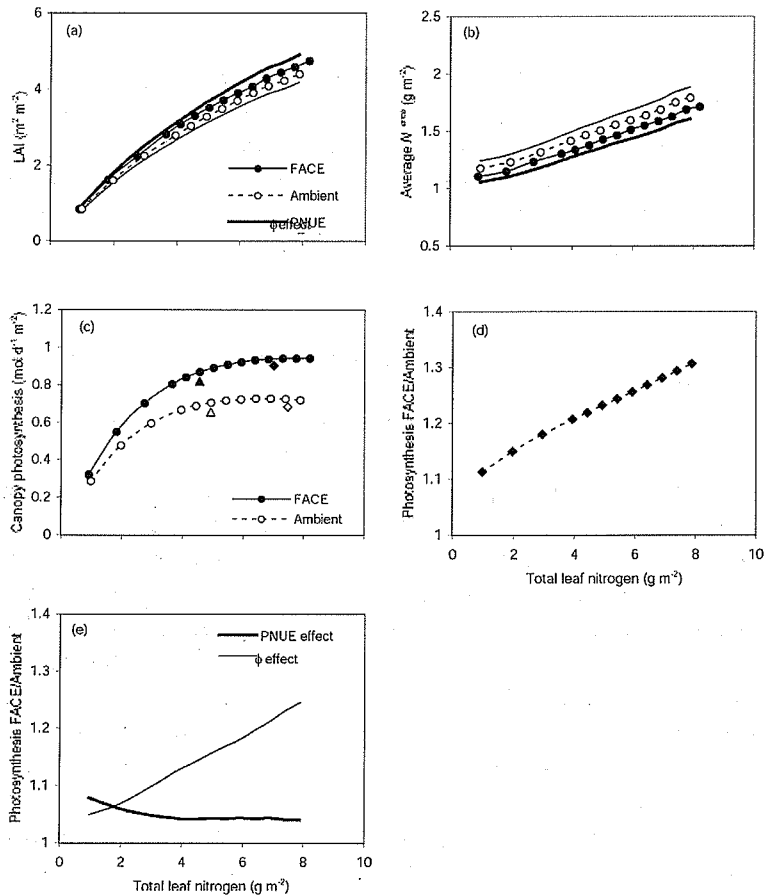 (a)
6
4
2
0
LAI (m² m⁻²)
FACE
Ambient
PNUE
ϕ effect
(b)
2.5
2
1.5
1
0.5
Average N area (g m⁻²)
(c)
1.2
1
0.8
0.6
0.4
0.2
0
Canopy photosynthesis (mol d⁻¹ m⁻²)
FACE
Ambient
(d)
1.4
1.3
1.2
1.1
1
Photosynthesis FACE/Ambient
0 2 4 6 8 10
Total leaf nitrogen (g m⁻²)
(e)
1.4
1.3
1.2
1.1
1
Photosynthesis FACE/Ambient
PNUE effect
ϕ effect
0 2 4 6 8 10
Total leaf nitrogen (g m⁻²)